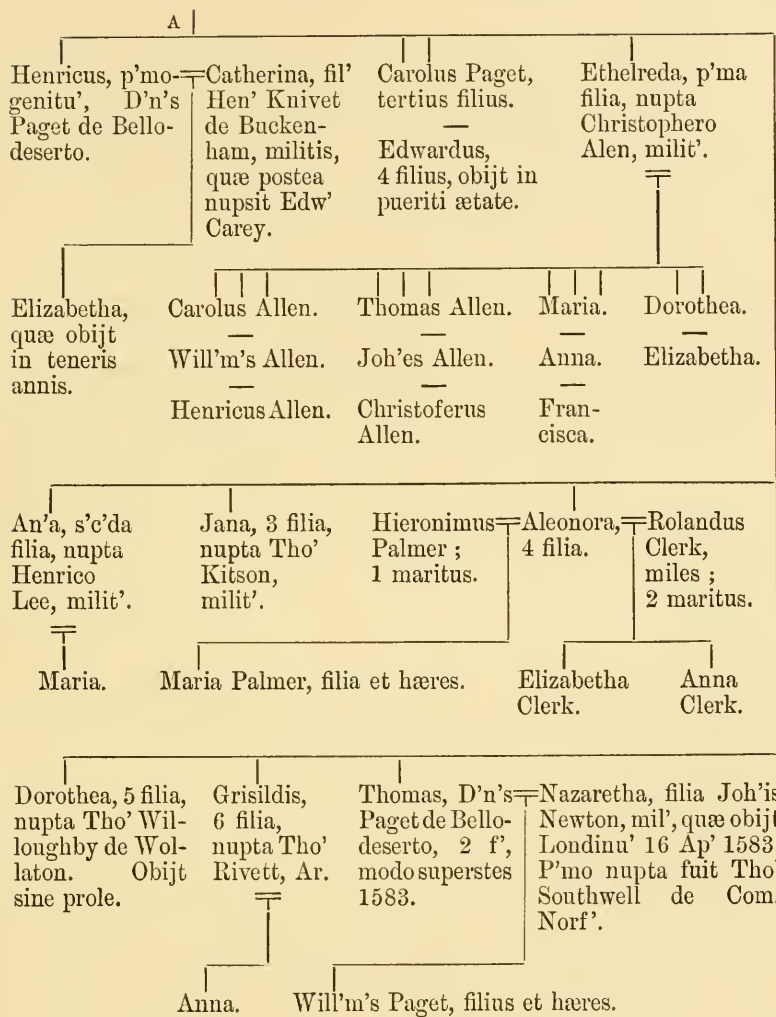 A
Henricus, p'mo-
genitu', D'n's
Paget de Bello-
deserto.
Catherina, fil'
Hen' Knivet
de Bucken-
ham, militis,
quæ postea
nupsit Edw'
Carey.
Carolus Paget,
tertius filius.
—
Edwardus,
4 filius, obijt in
pueriti ætate.
Ethelreda, p'ma
filia, nupta
Christophero
Alen, milit'.
Elizabetha,
quæ obijt
in teneris
annis.
Carolus Allen.
—
Will'm's Allen.
—
Henricus Allen.
Thomas Allen.
—
Joh'es Allen.
—
Christoferus
Allen.
Maria.
—
Anna.
—
Fran-
cisca.
Dorothea.
—
Elizabetha.
An'a, s'c'da
filia, nupta
Henrico
Lee, milit'.
Jana, 3 filia,
nupta Tho'
Kitson,
milit'.
Hieronimus
Palmer ;
1 maritus.
Aleonora,
4 filia.
Rolandus
Clerk,
miles ;
2 maritus.
Maria.
Maria Palmer, filia et hæres.
Elizabetha
Clerk.
Anna
Clerk.
Dorothea, 5 filia,
nupta Tho' Wil-
loughby de Wol-
laton. Obijt
sine prole.
Grisildis,
6 filia,
nupta Tho'
Rivett, Ar.
Thomas, D'n's
Paget de Bello-
deserto, 2 f',
modo superstes
1583.
Nazaretha, filia Joh'is
Newton, mil', quæ obijt
Londinu' 16 Ap' 1583
P'mo nupta fuit Tho'
Southwell de Com.
Norf'.
Anna.
Will'm's Paget, filius et hæres.